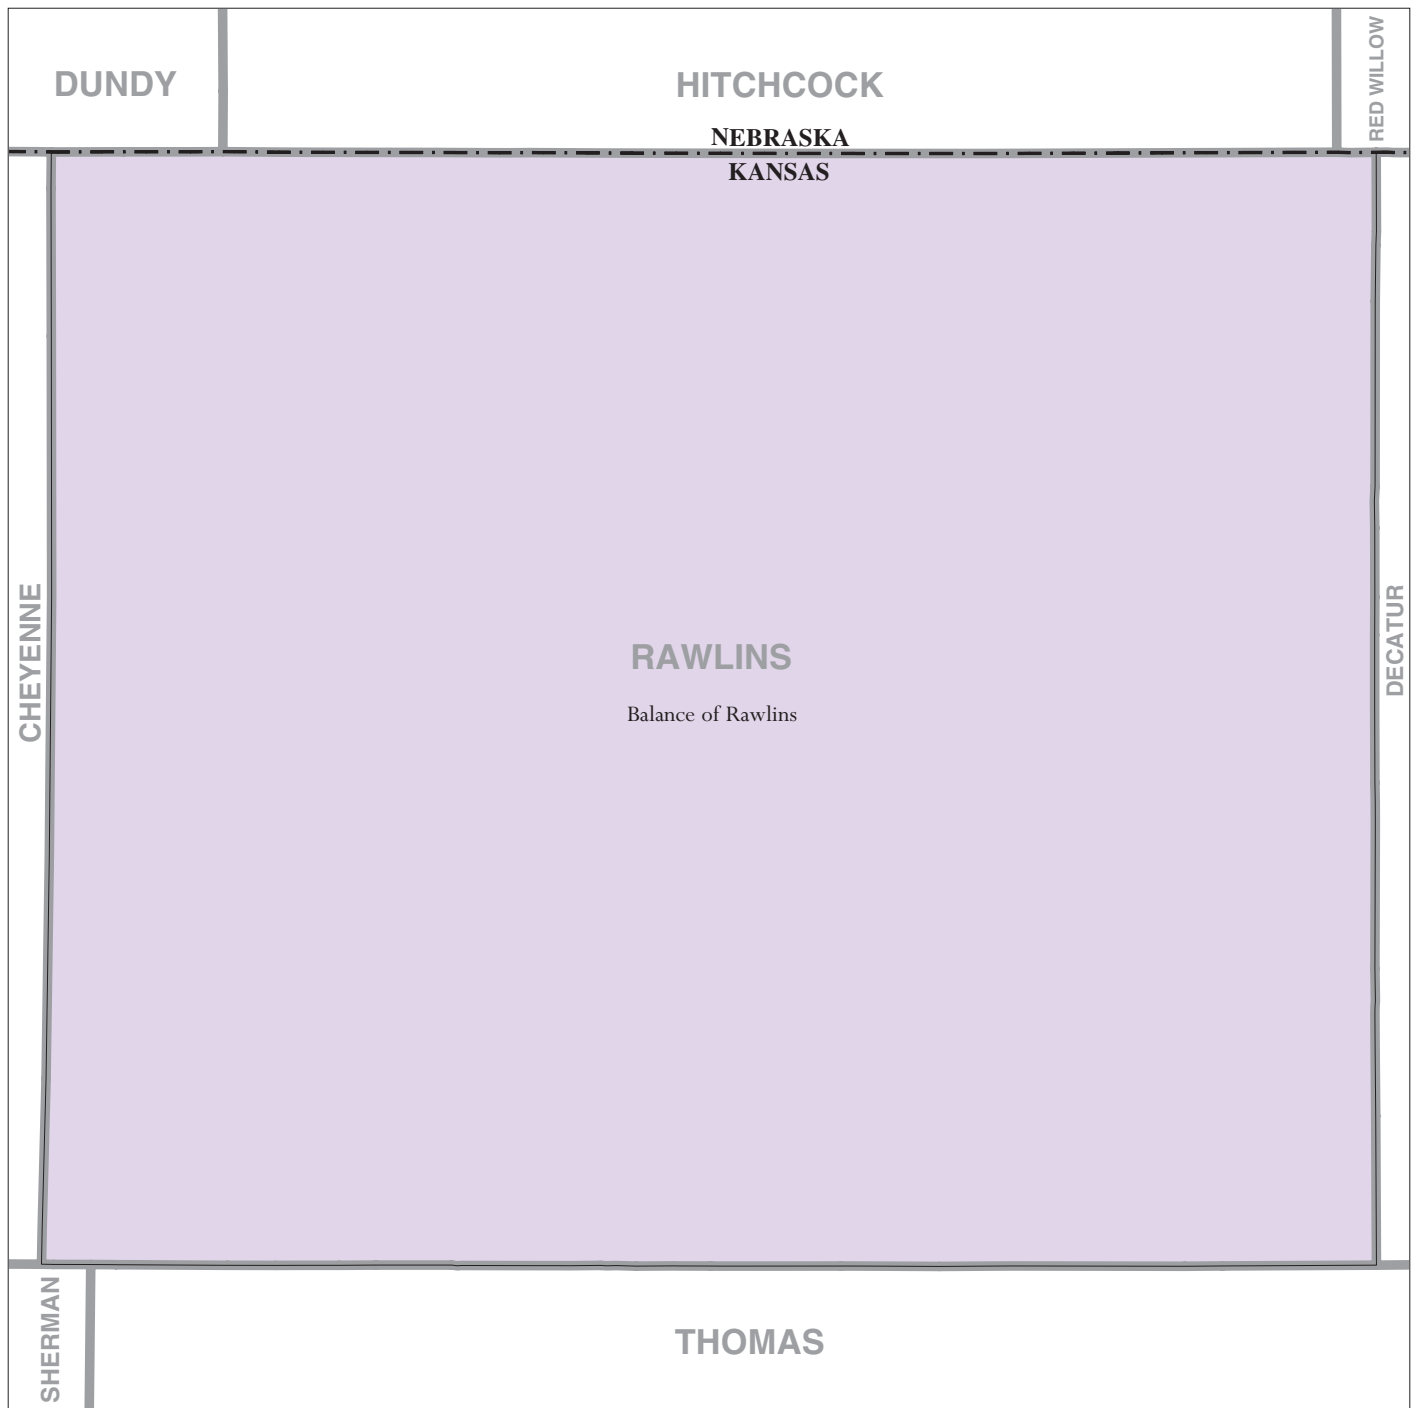 DUNDY
HITCHCOCK
RED WILLOW
NEBRASKA
KANSAS
CHEYENNE
RAWLINS
Balance of Rawlins
DECATUR
SHERMAN
THOMAS